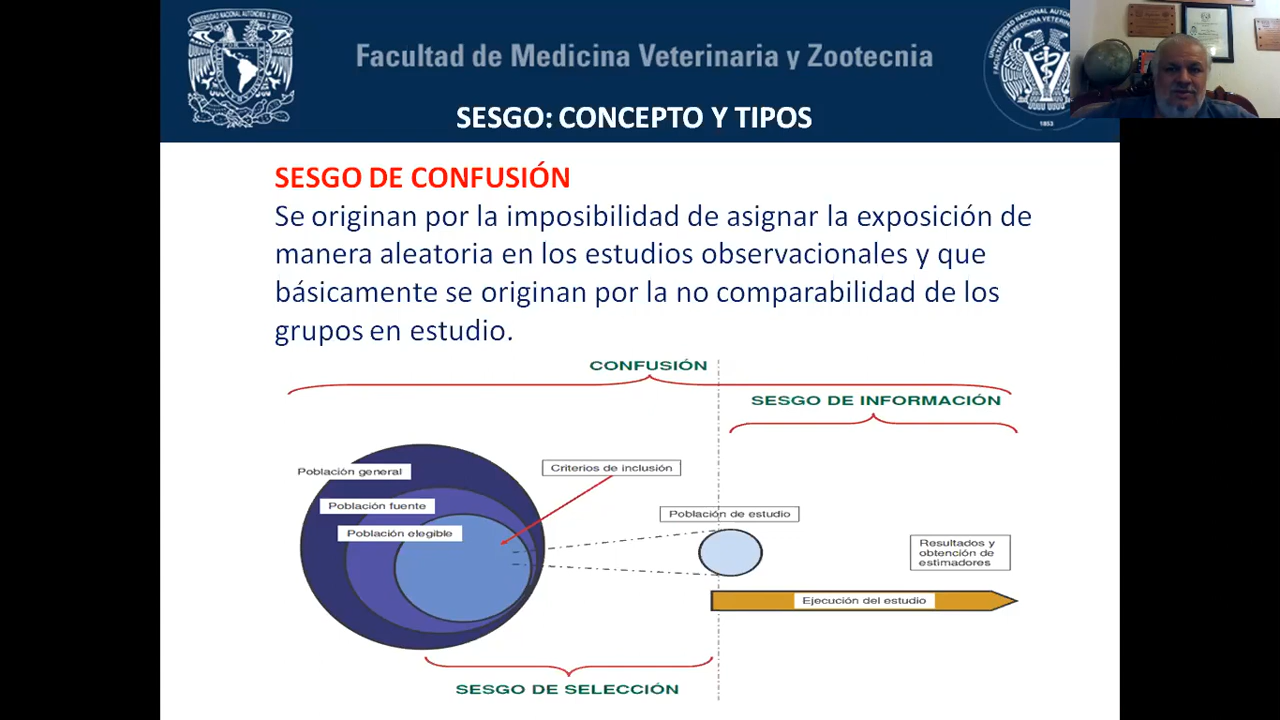 Facultad de Medicina Veterinaria y Zootecnia
SESGO: CONCEPTO Y TIPOS
1853
SESGO DE CONFUSIÓN
Se originan por la imposibilidad de asignar la exposición de
manera aleatoria en los estudios observacionales y que
básicamente se originan por la no comparabilidad de los
grupos en estudio.
CONFUSIÓN
SESGO DE INFORMACIÓN
Población general
Criterios de inclusión
Población fuente
Población de estudio
Población elegible
Resultados y
obtención de
estimadores
Ejecución del estudio
SESGO DE SELECCIÓN